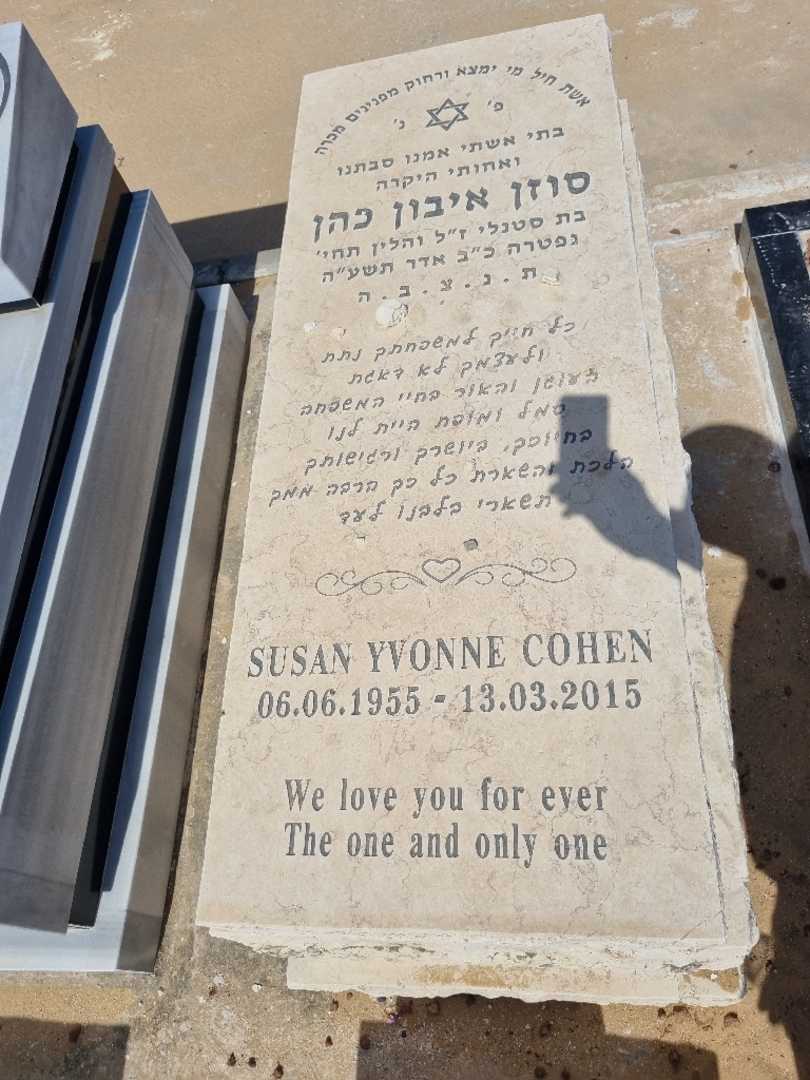 אשת חיל מי ימצא ורחוק מפנינים מכרה
פ' נ'
בתי אשתי אמנו סבתנו
ואחותי היקרה
סוזן איבון כהן
בת סטנלי ז"ל והלין תחי'
נפטרה כ"ב אדר תשע"ה
ת . נ . צ . ב . ה
כל חייך למשפחתך נתת
ולעצמך לא דאגת
העוגן והאור בחיי המשפחה
סמל ומופת היית לנו
בחיוכך, ביושרך ורגישותך
הלכת והשארת כל כך הרבה ממך
תשארי בלבנו לעד
SUSAN YVONNE COHEN
06.06.1955 - 13.03.2015
We love you for ever
The one and only one